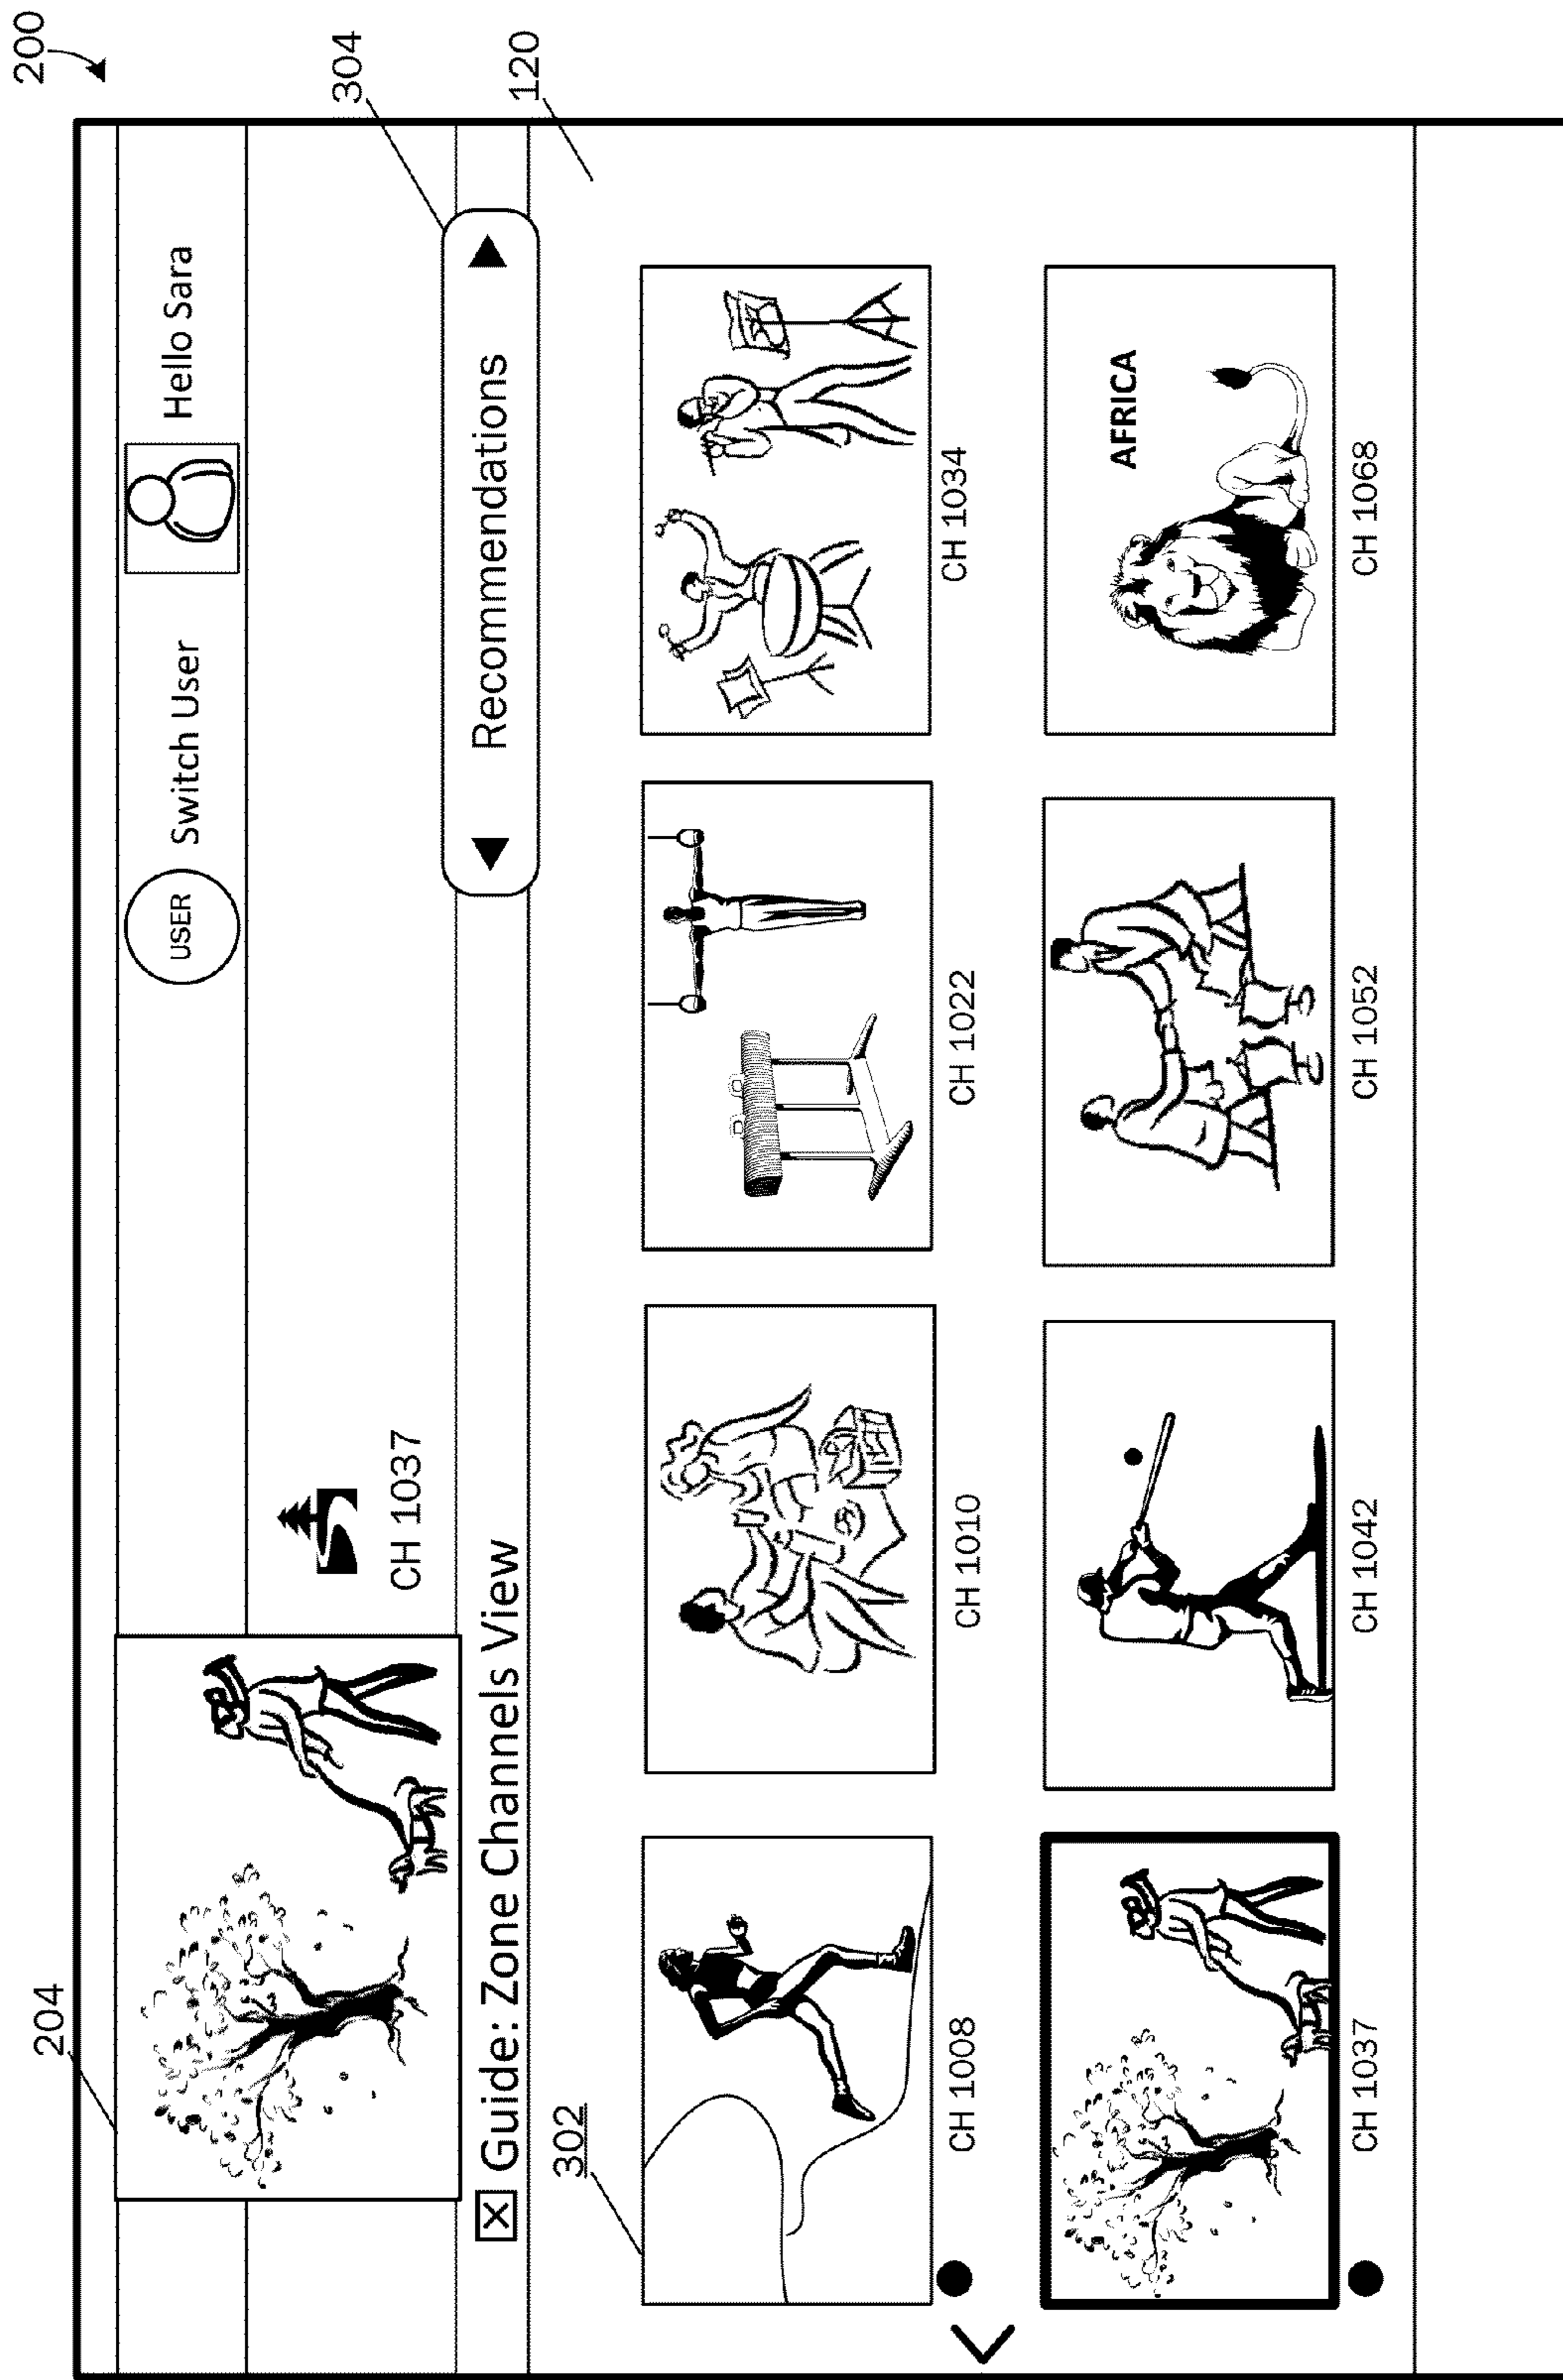 200
204
USER Switch User Hello Sara
CH 1037
304
X Guide: Zone Channels View
Recommendations
120
302
CH 1008
CH 1010
CH 1022
CH 1034
AFRICA
CH 1037
CH 1042
CH 1052
CH 1068